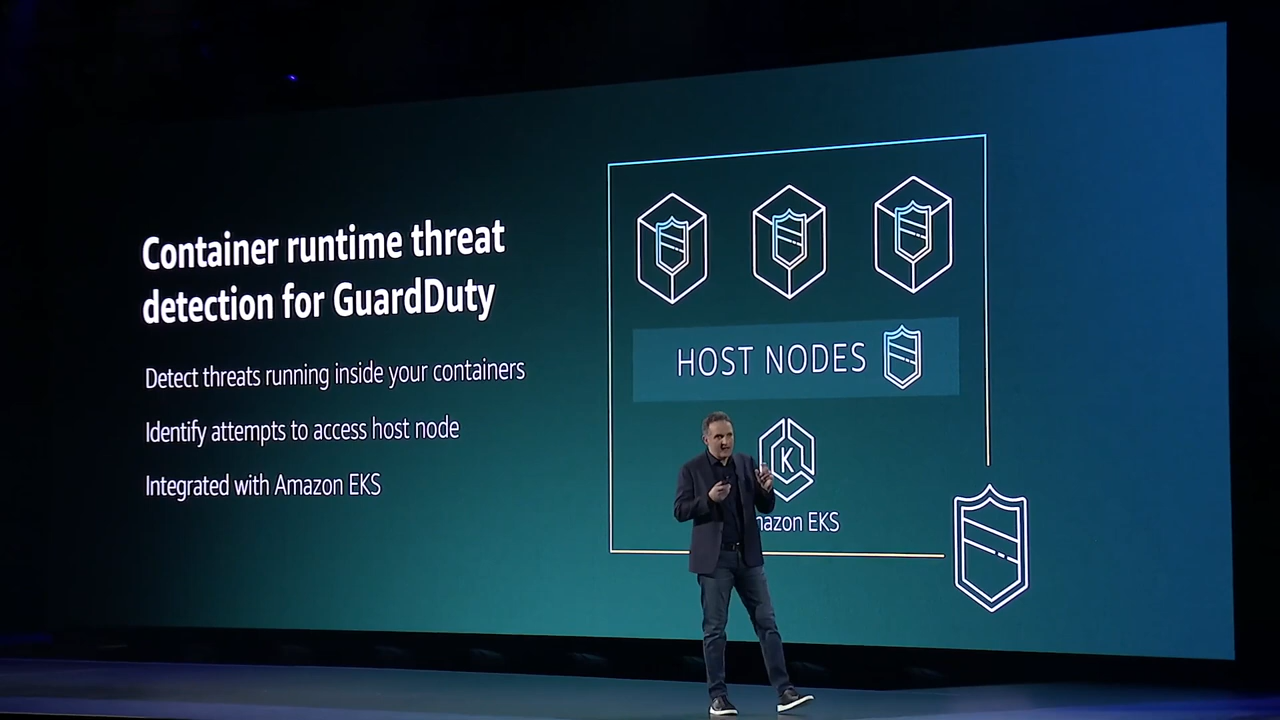 Container runtime threat
detection for GuardDuty
Detect threats running inside your containers
Identify attempts to access host node
Integrated with Amazon EKS
HOST NODES
K
mazon EKS